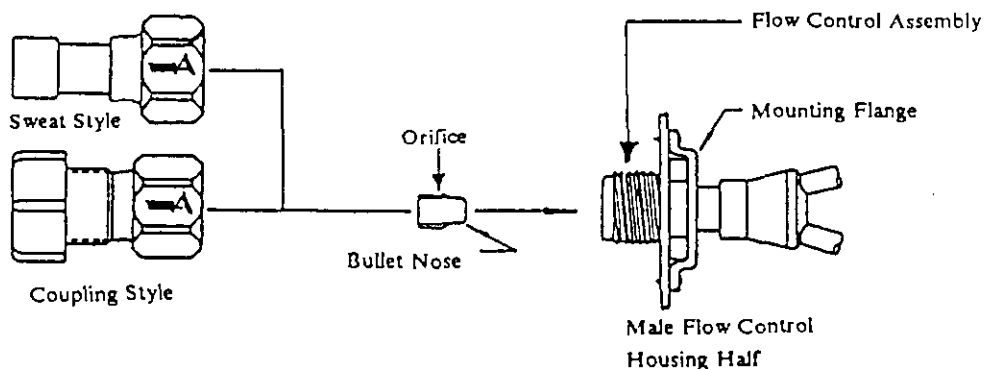 Flow Control Assembly
Mounting Flange
A
Sweat Style
Orifice
A
Bullet Nose
Coupling Style
Male Flow Control
Housing Half